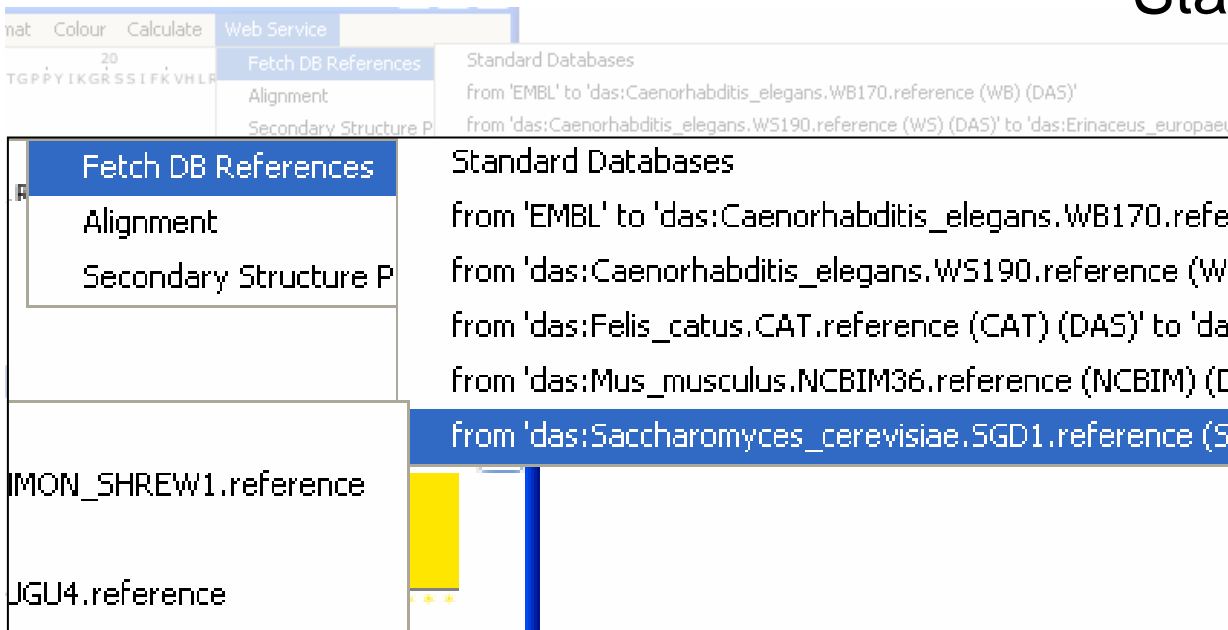 Sta
mat Colour Calculate Web Service
20
TGPPYIKGRSSIFKVHLR
Fetch DB References
Alignment
Secondary Structure P
Standard Databases
from 'EMBL' to 'das:Caenorhabditis_elegans.WB170.reference (WB) (DAS)'
from 'das:Caenorhabditis_elegans.WS190.reference (WS) (DAS)' to 'das:Erinaceus_europaeu
Fetch DB References
R
Alignment
Secondary Structure P
Standard Databases
from 'EMBL' to 'das:Caenorhabditis_elegans.WB170.refe
from 'das:Caenorhabditis_elegans.WS190.reference (W
from 'das:Felis_catus.CAT.reference (CAT) (DAS)' to 'da
from 'das:Mus_musculus.NCBIM36.reference (NCBIM) (D
from 'das:Saccharomyces_cerevisiae.SGD1.reference (S
MON_SHREW1.reference
UGU4.reference